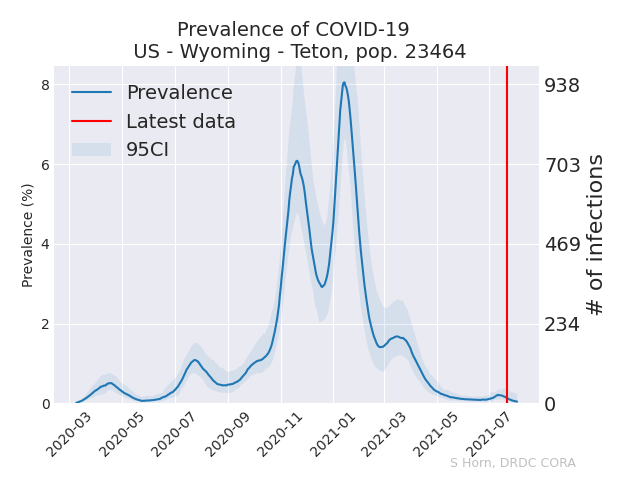 Prevalence of COVID-19
US - Wyoming - Teton, pop. 23464
Prevalence
Latest data
95CI
Prevalence (%)
8
6
4
2
0
938
703
469
234
0
# of infections
2020-03
2020-05
2020-07
2020-09
2020-11
2021-01
2021-03
2021-05
2021-07
S Horn, DRDC CORA